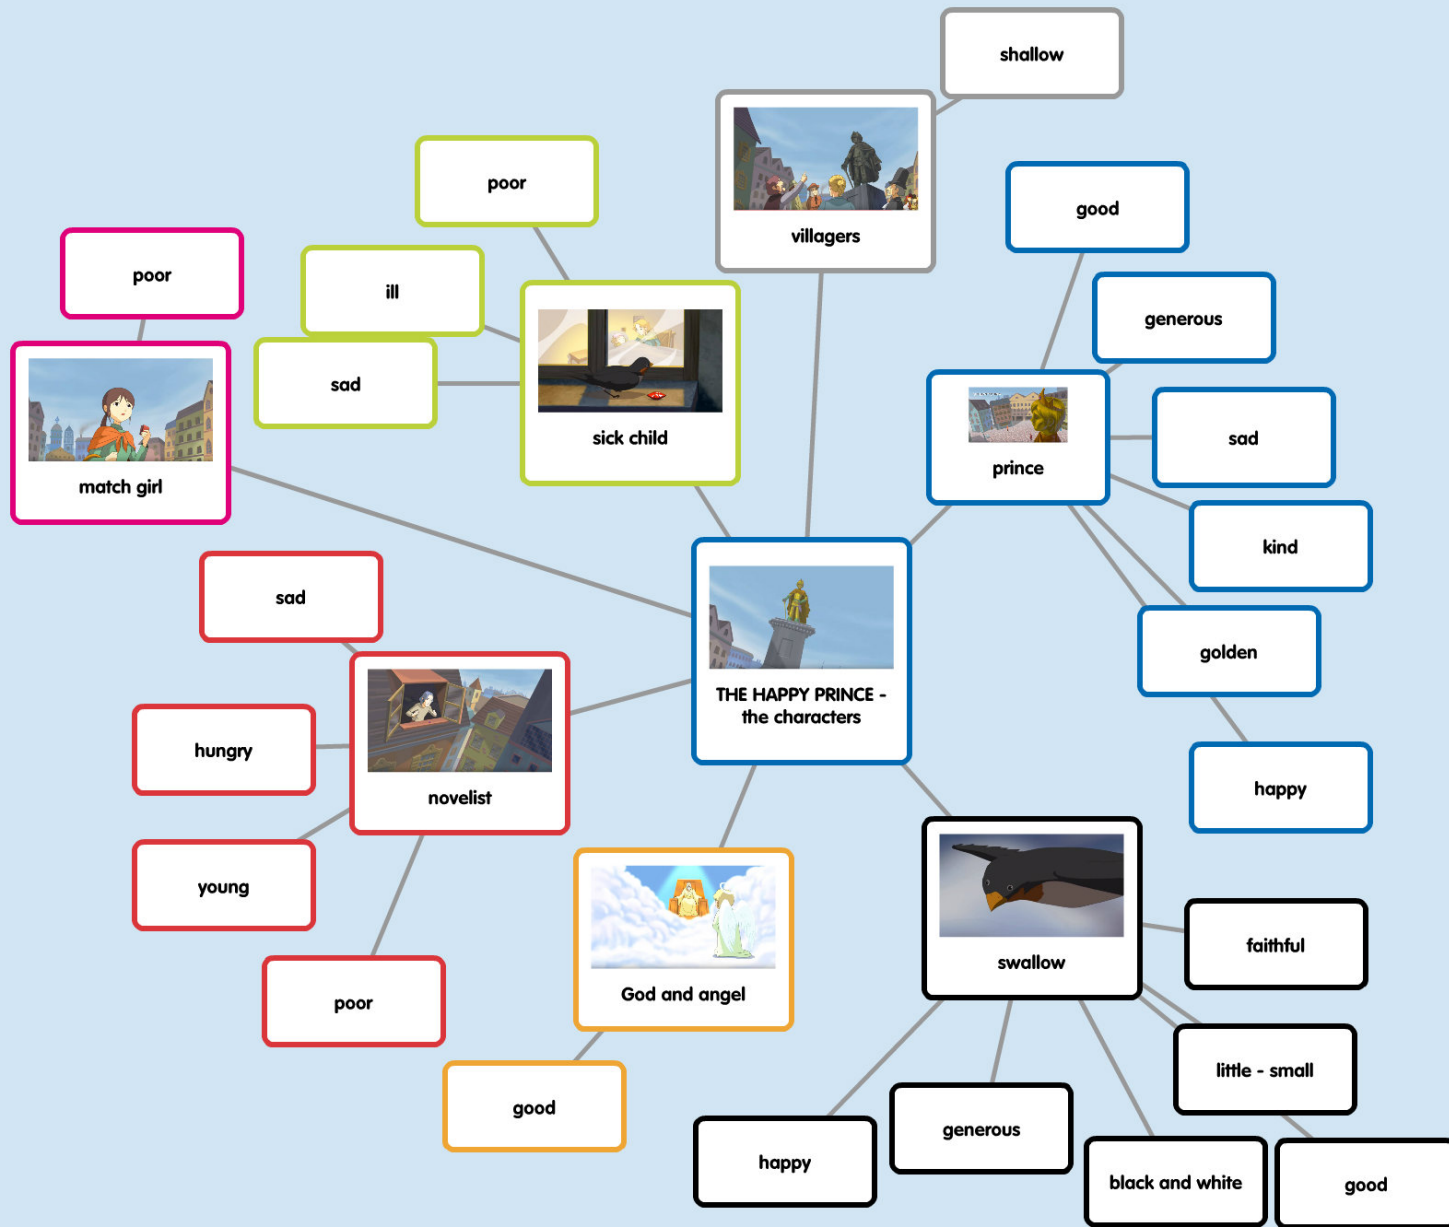 shallow
villagers
poor
ill
sad
sick child
poor
match girl
good
generous
sad
kind
golden
happy
prince
THE HAPPY PRINCE -
the characters
sad
hungry
young
poor
novelist
God and angel
good
swallow
faithful
little - small
good
black and white
generous
happy